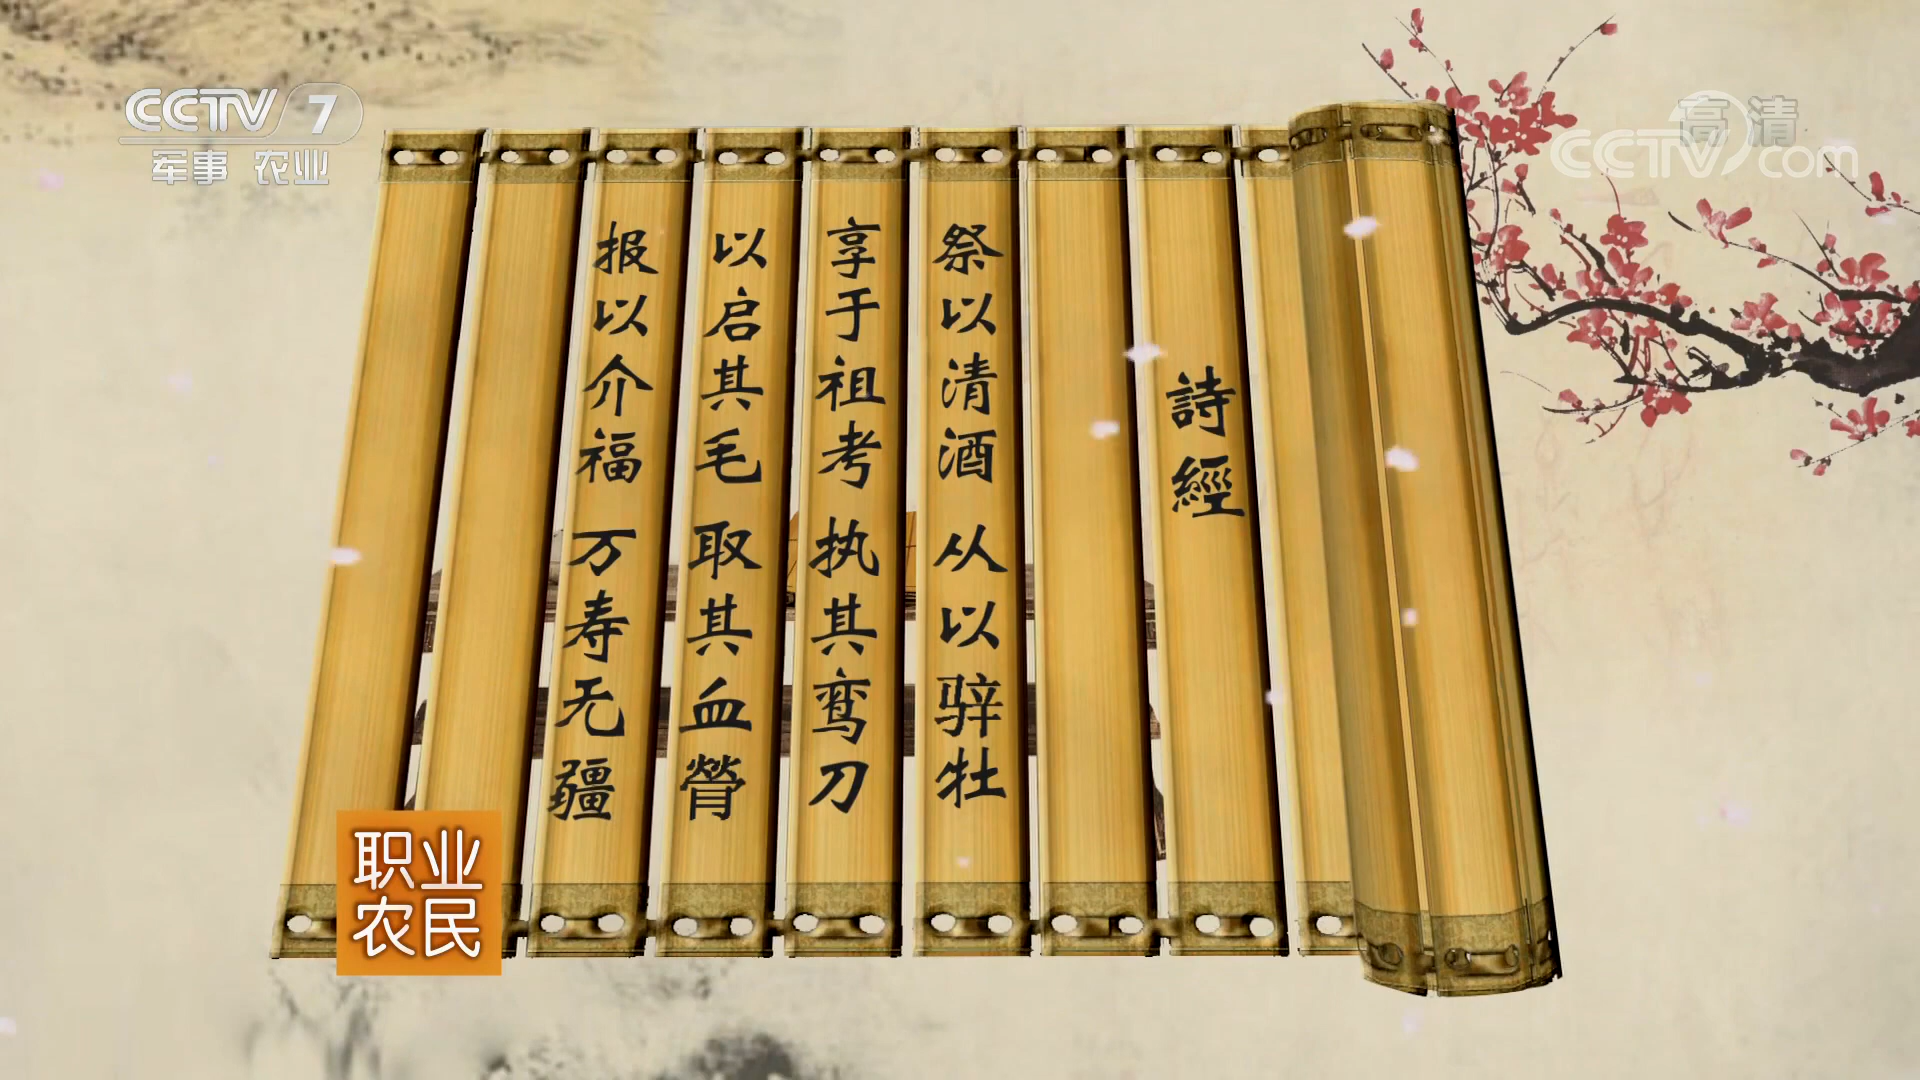 CCTV 7
军事 农业
高清
CCTV.com
詩經
祭以清酒 从以骍牡
享于祖考 执其鸾刀
以启其毛 取其血膋
报以介福 万寿无疆
职业
农民